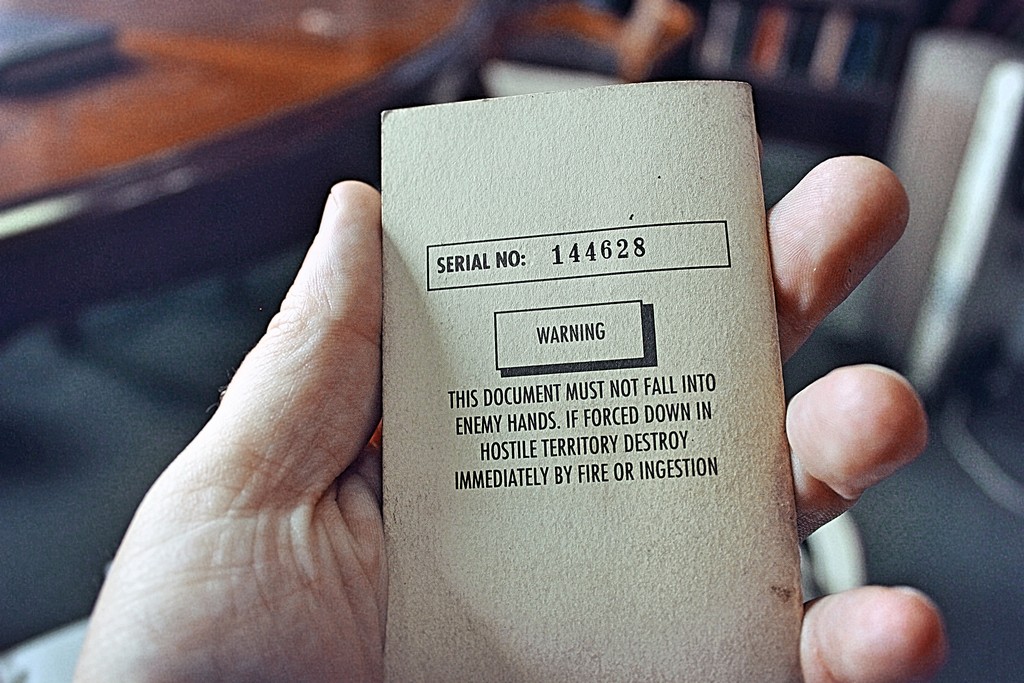 SERIAL NO: 144628
WARNING
THIS DOCUMENT MUST NOT FALL INTO
ENEMY HANDS. IF FORCED DOWN IN
HOSTILE TERRITORY DESTROY
IMMEDIATELY BY FIRE OR INGESTION